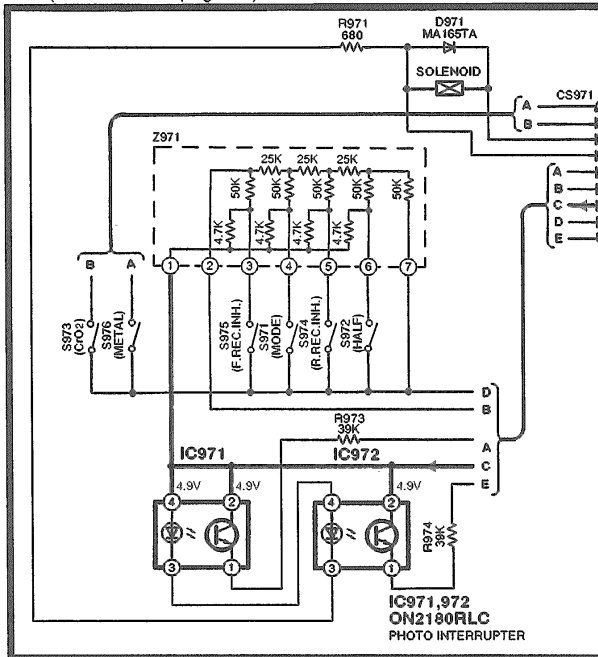 R971
680
D971
MA165TA
SOLENOID
CS971
A
B
Z971
25K 25K 25K
50K 50K 50K 50K 50K
4.7K 4.7K 4.7K 4.7K
A
B
C
D
E
1 2 3 4 5 6 7
B A
S973
(CrO2)
S976
(METAL)
S975
(F.REC.INH.)
S971
(MODE)
S974
(R.REC.INH.)
S972
(HALF)
D
B
A
C
E
R973
39K
IC971
IC972
4.9V 4.9V 4.9V
4 2 4 2
3 1 3 1
R974
39K
IC971,972
ON2180RLC
PHOTO INTERRUPTER